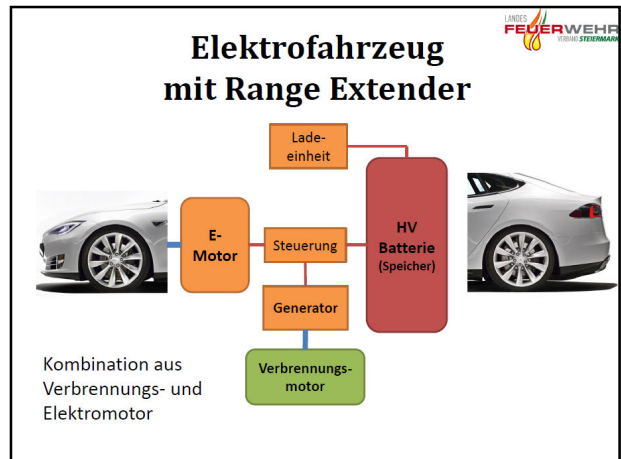 LANDES
FEUERWEHR
VERBAND STEIERMARK
Elektrofahrzeug
mit Range Extender
Lade-
einheit
E-
Motor
Steuerung
HV
Batterie
(Speicher)
Generator
Verbrennungs-
motor
Kombination aus
Verbrennungs- und
Elektromotor